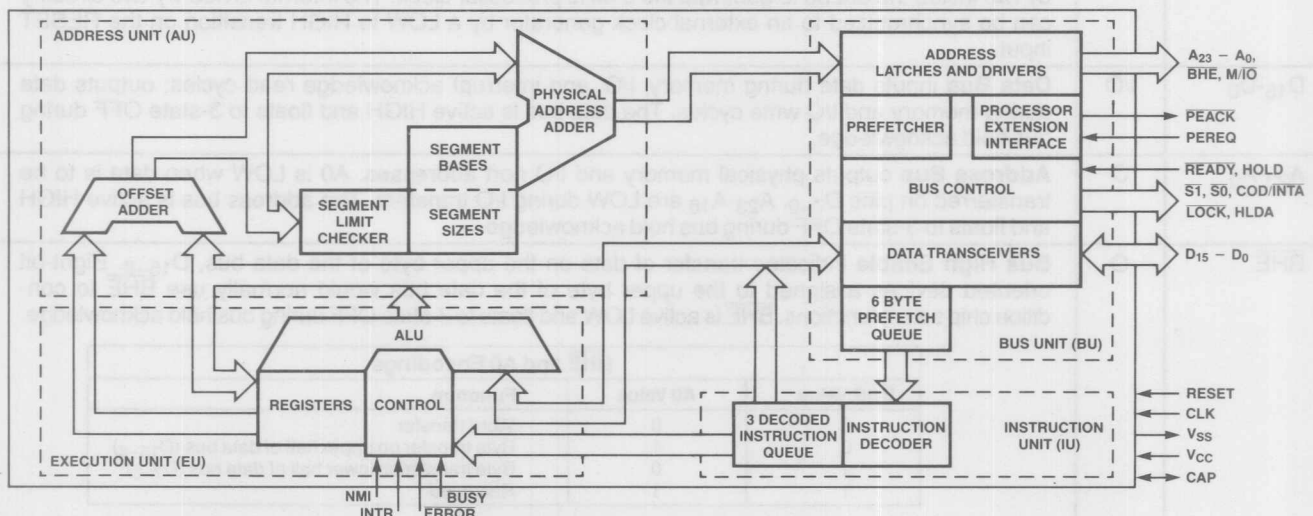 ADDRESS UNIT (AU)
OFFSET
ADDER
SEGMENT
LIMIT
CHECKER
SEGMENT
BASES
SEGMENT
SIZES
PHYSICAL
ADDRESS
ADDER
ADDRESS
LATCHES AND DRIVERS
PREFETCHER
PROCESSOR
EXTENSION
INTERFACE
BUS CONTROL
DATA TRANSCEIVERS
6 BYTE
PREFETCH
QUEUE
BUS UNIT (BU)
A23 – A0,
BHE, M/IO
PEACK
PEREQ
READY, HOLD
S1, S0, COD/INTA
LOCK, HLDA
D15 – D0
ALU
REGISTERS
CONTROL
EXECUTION UNIT (EU)
3 DECODED
INSTRUCTION
QUEUE
INSTRUCTION
DECODER
INSTRUCTION
UNIT (IU)
RESET
CLK
VSS
VCC
CAP
NMI
INTR
BUSY
ERROR